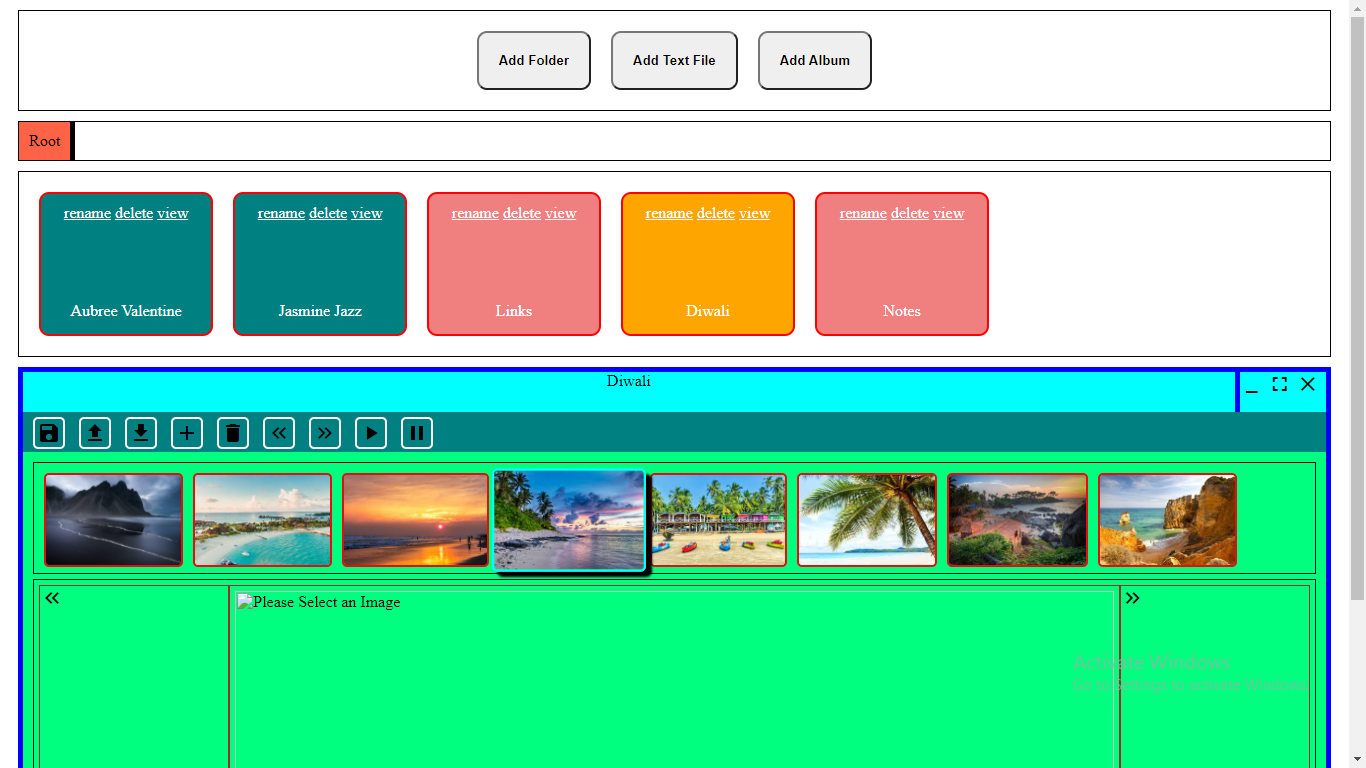 Add Folder Add Text File Add Album
Root
rename delete view rename delete view rename delete view rename delete view rename delete view
Aubree Valentine Jasmine Jazz Links Diwali Notes
Diwali
Please Select an Image
Activate Windows
Go to Settings to activate Windows.